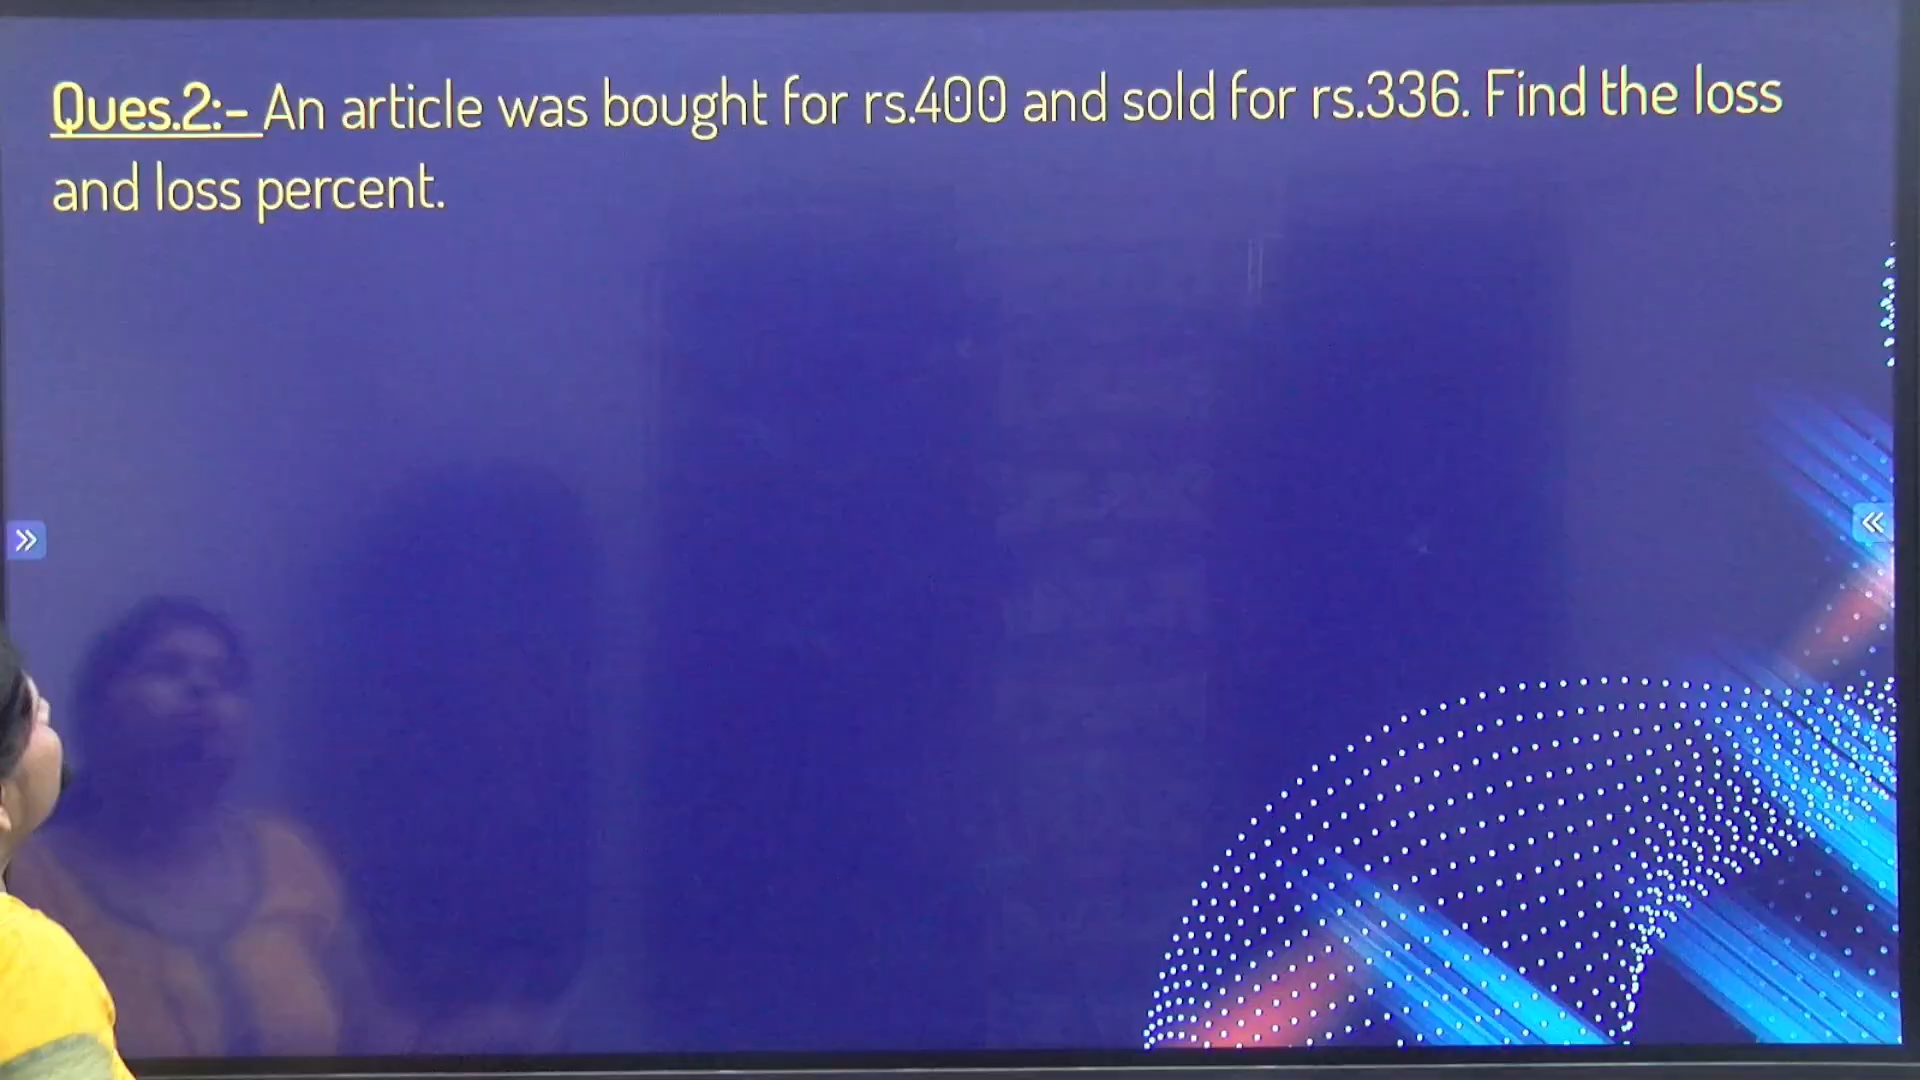 Ques.2:- An article was bought for rs.400 and sold for rs.336. Find the loss
and loss percent.